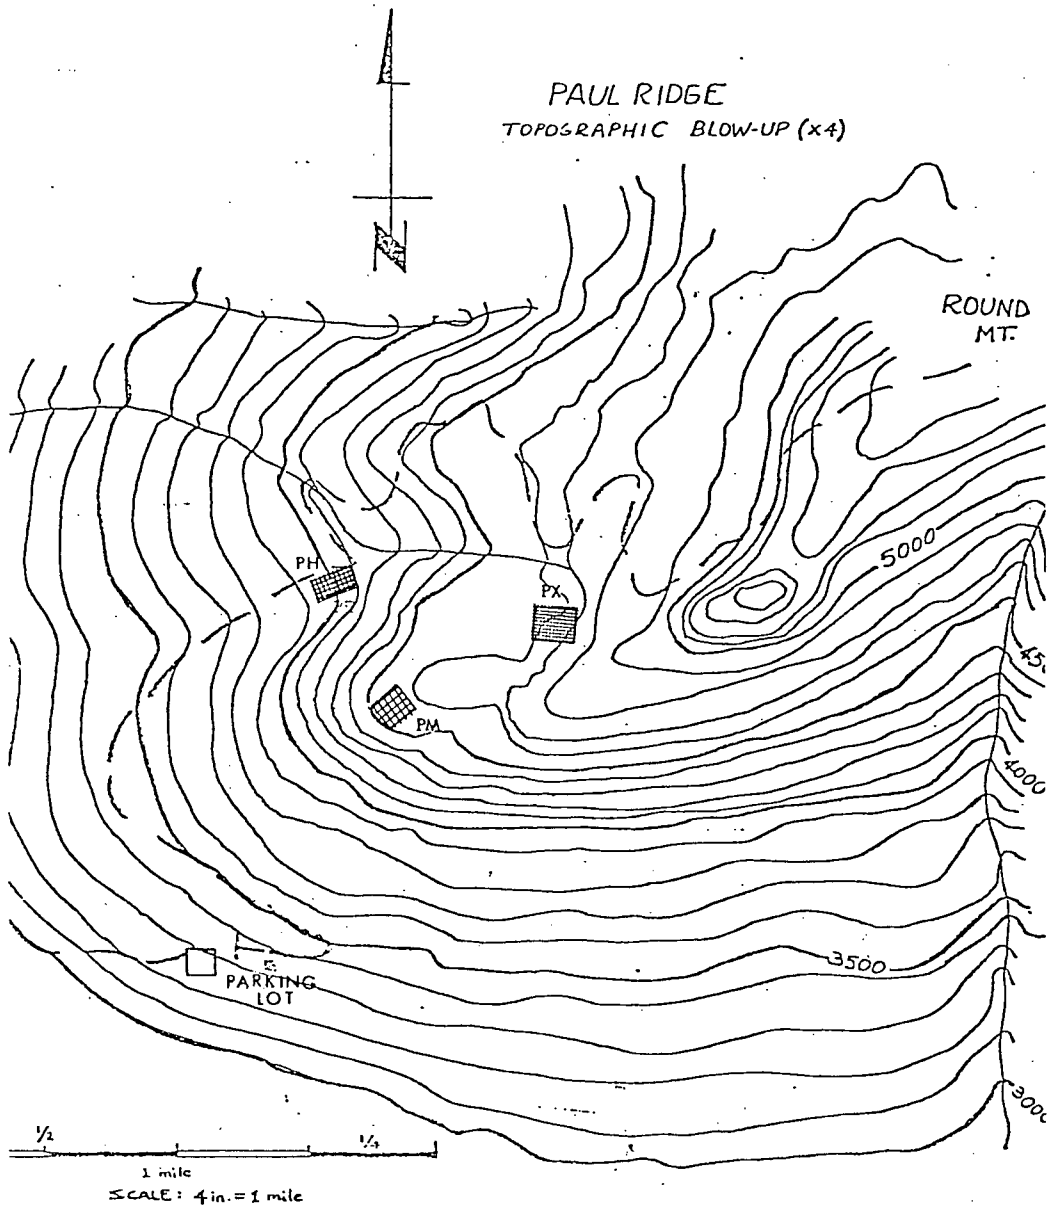 N
PAUL RIDGE
TOPOGRAPHIC BLOW-UP (x4)
ROUND
MT.
5000
PH
PX
PM
4000
3500
PARKING
LOT
3000
1/2
1/4
1 mile
SCALE: 4 in. = 1 mile